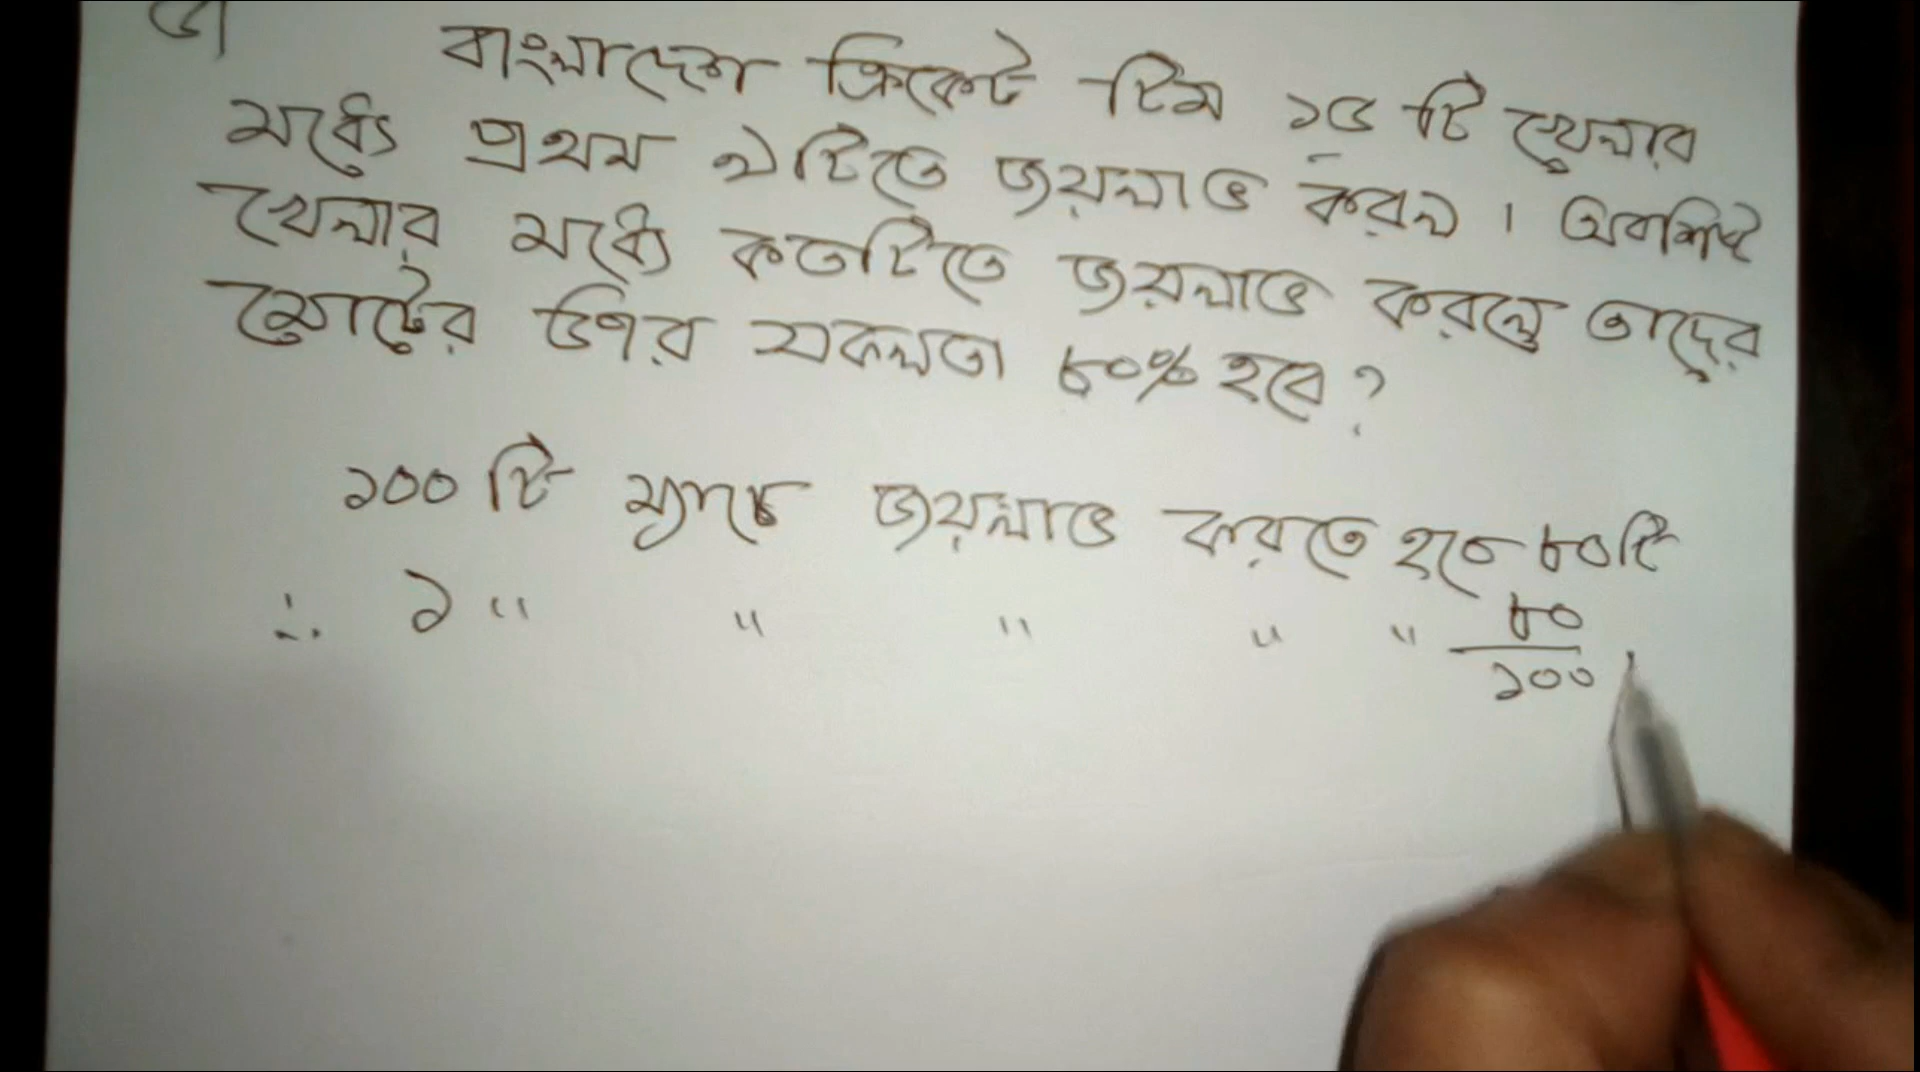 ৩।
বাংলাদেশ ক্রিকেট টিম ১৫ টি খেলার
মধ্যে প্রথম ৯টিতে জয়লাভ করল। অবশিষ্ট
খেলার মধ্যে কতটিতে জয়লাভ করলে তাদের
মোটের উপর সফলতা ৮০% হবে?
১০০ টি ম্যাচে জয়লাভ করতে হবে ৮০টি
∴ ১ " " " " " ৮০
১০০